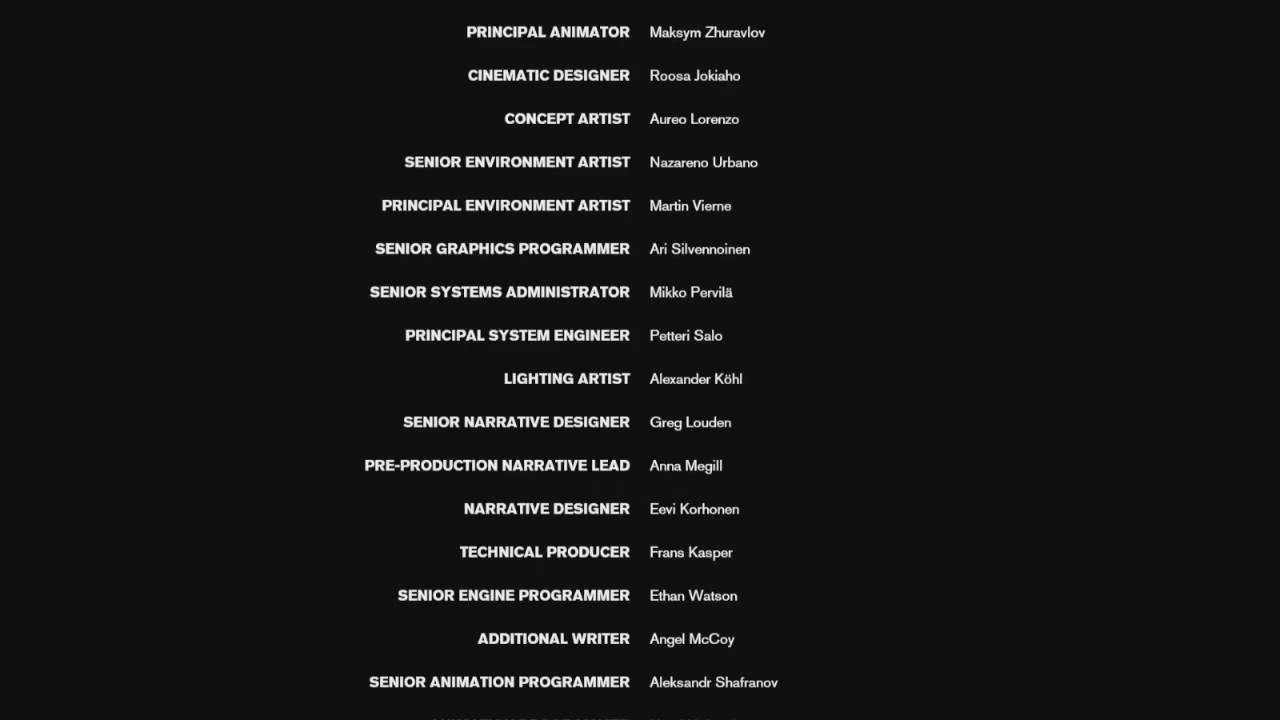 PRINCIPAL ANIMATOR Maksym Zhuravlov
CINEMATIC DESIGNER Roosa Jokiaho
CONCEPT ARTIST Aureo Lorenzo
SENIOR ENVIRONMENT ARTIST Nazareno Urbano
PRINCIPAL ENVIRONMENT ARTIST Martin Vierne
SENIOR GRAPHICS PROGRAMMER Ari Silvennoinen
SENIOR SYSTEMS ADMINISTRATOR Mikko Pervilä
PRINCIPAL SYSTEM ENGINEER Petteri Salo
LIGHTING ARTIST Alexander Köhl
SENIOR NARRATIVE DESIGNER Greg Louden
PRE-PRODUCTION NARRATIVE LEAD Anna Megill
NARRATIVE DESIGNER Eevi Korhonen
TECHNICAL PRODUCER Frans Kasper
SENIOR ENGINE PROGRAMMER Ethan Watson
ADDITIONAL WRITER Angel McCoy
SENIOR ANIMATION PROGRAMMER Aleksandr Shafranov